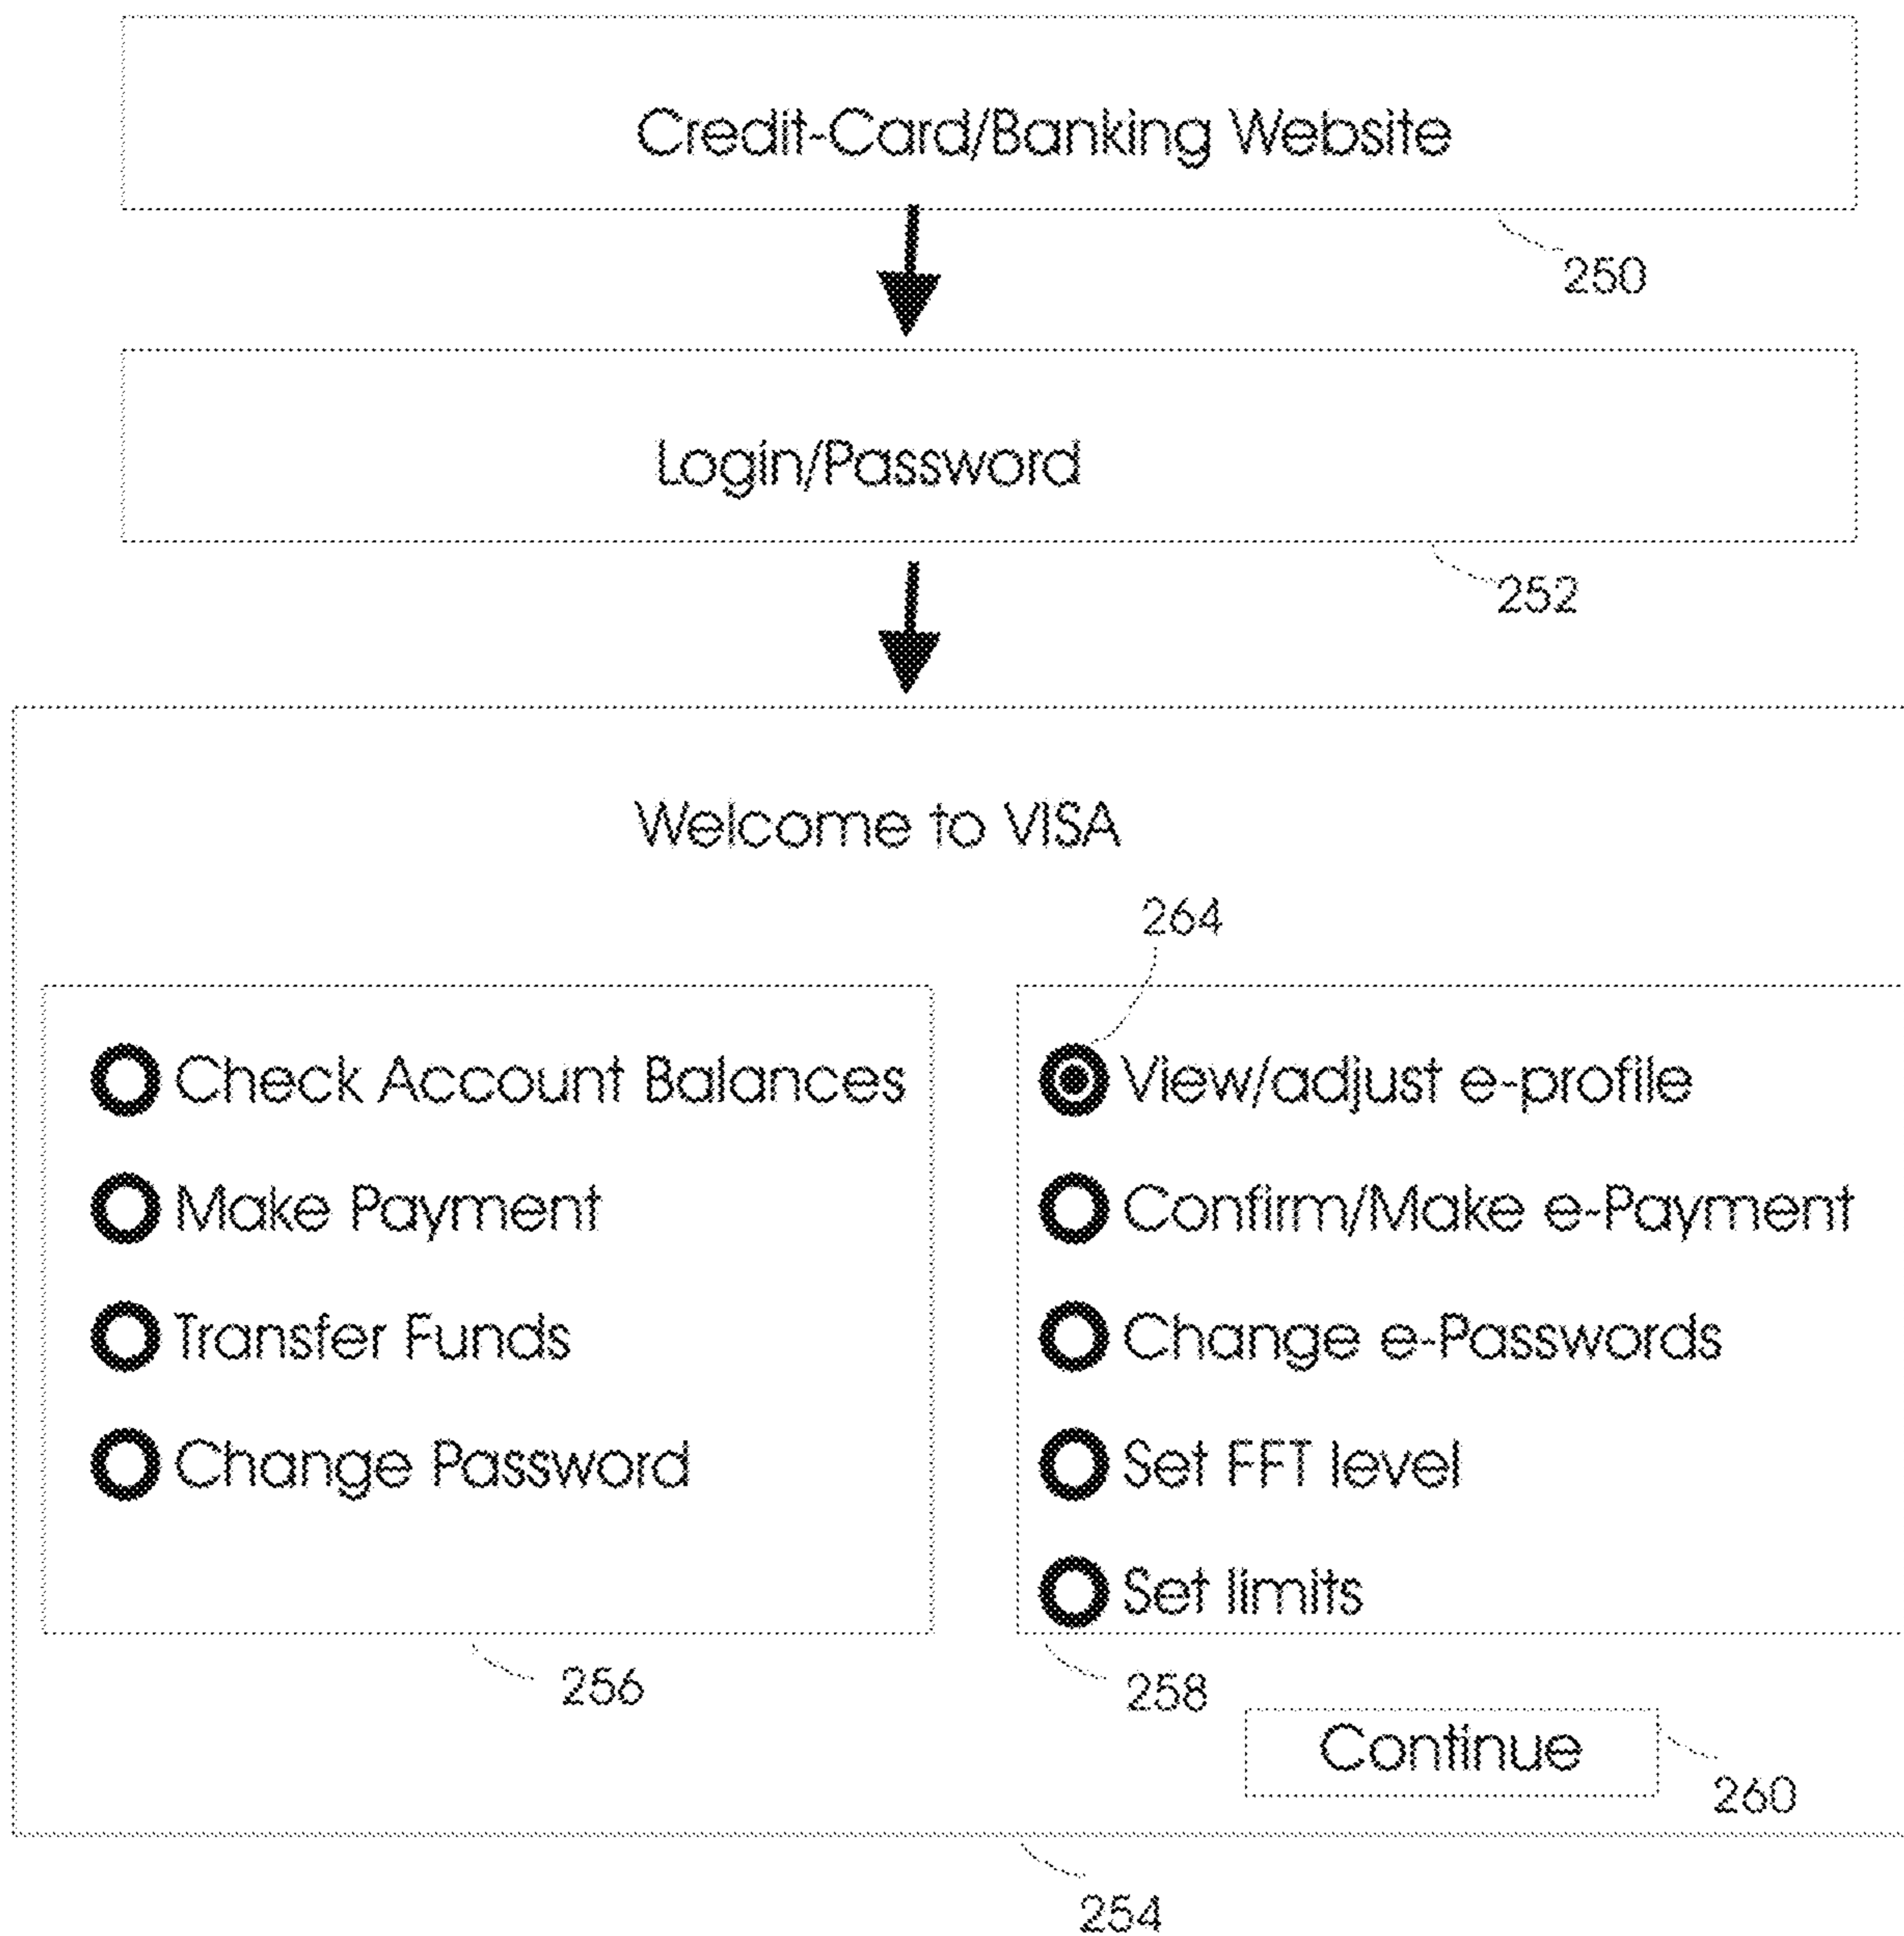 Credit-Card/Banking Website
250
Login/Password
252
Welcome to VISA
264
Check Account Balances
Make Payment
Transfer Funds
Change Password
256
View/adjust e-profile
Confirm/Make e-Payment
Change e-Passwords
Set FFT level
Set limits
258
Continue
260
254